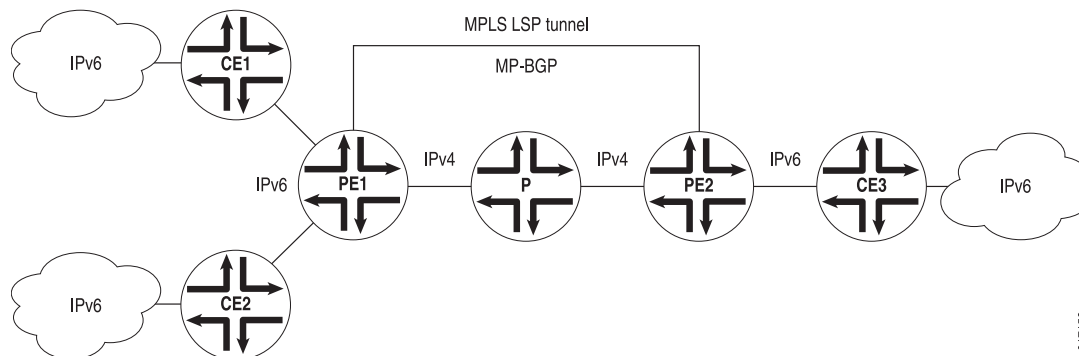 MPLS LSP tunnel
MP-BGP
IPv6
CE1
IPv6
PE1
IPv4
P
IPv4
PE2
IPv6
CE3
IPv6
IPv6
CE2